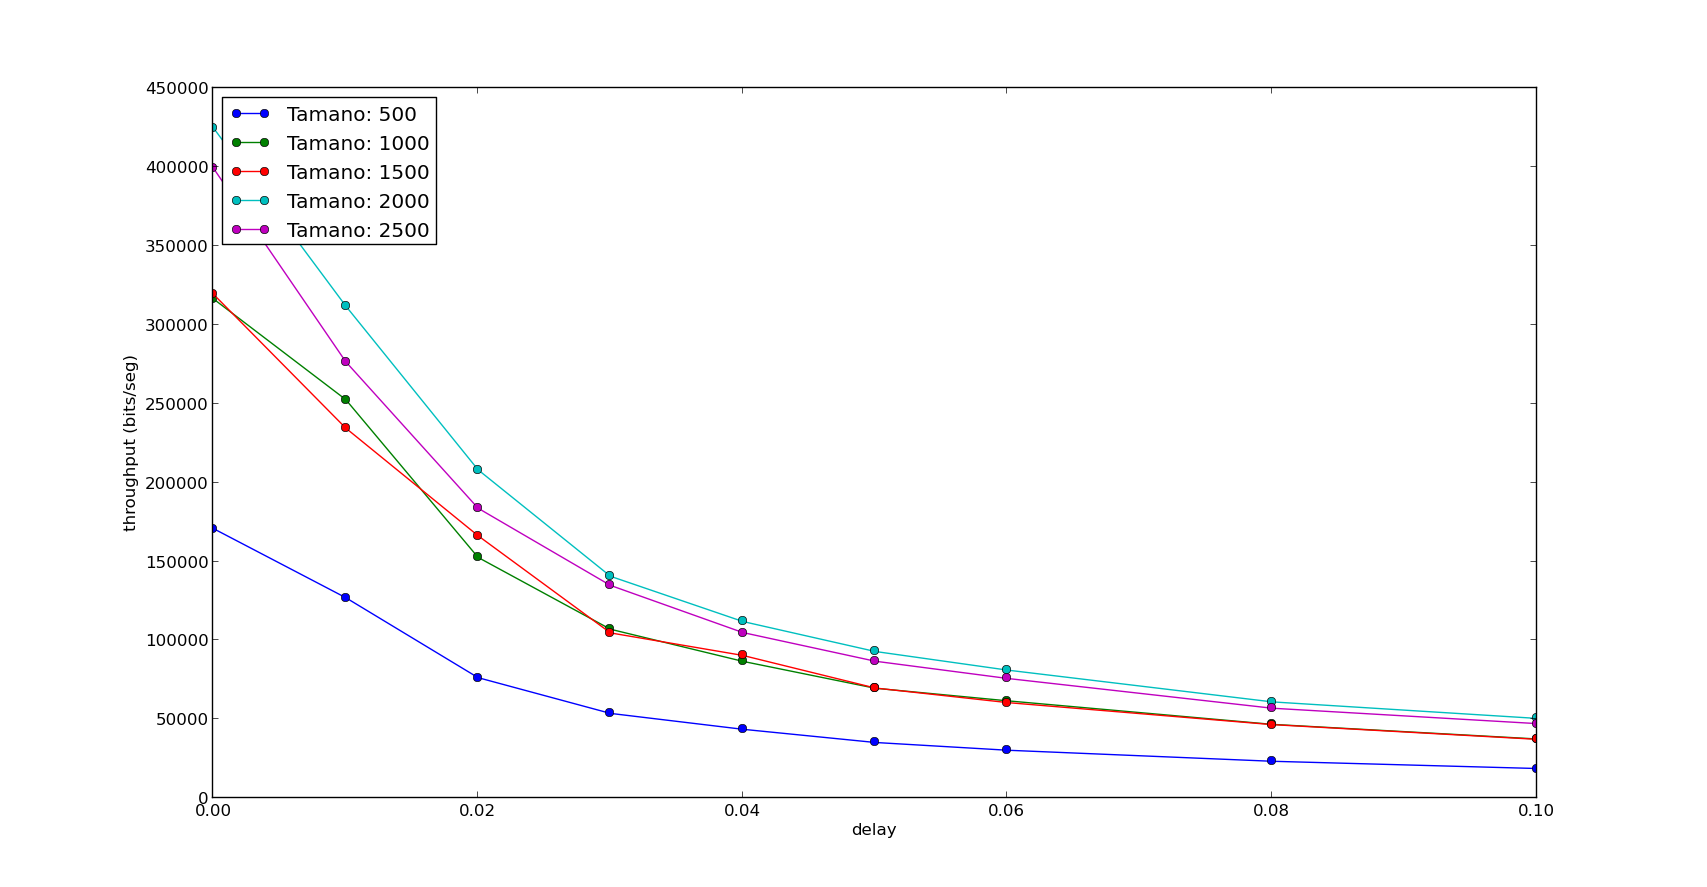 450000
400000
350000
300000
250000
200000
150000
100000
50000
0
throughput (bits/seg)
Tamano: 500
Tamano: 1000
Tamano: 1500
Tamano: 2000
Tamano: 2500
0.00 0.02 0.04 0.06 0.08 0.10
delay